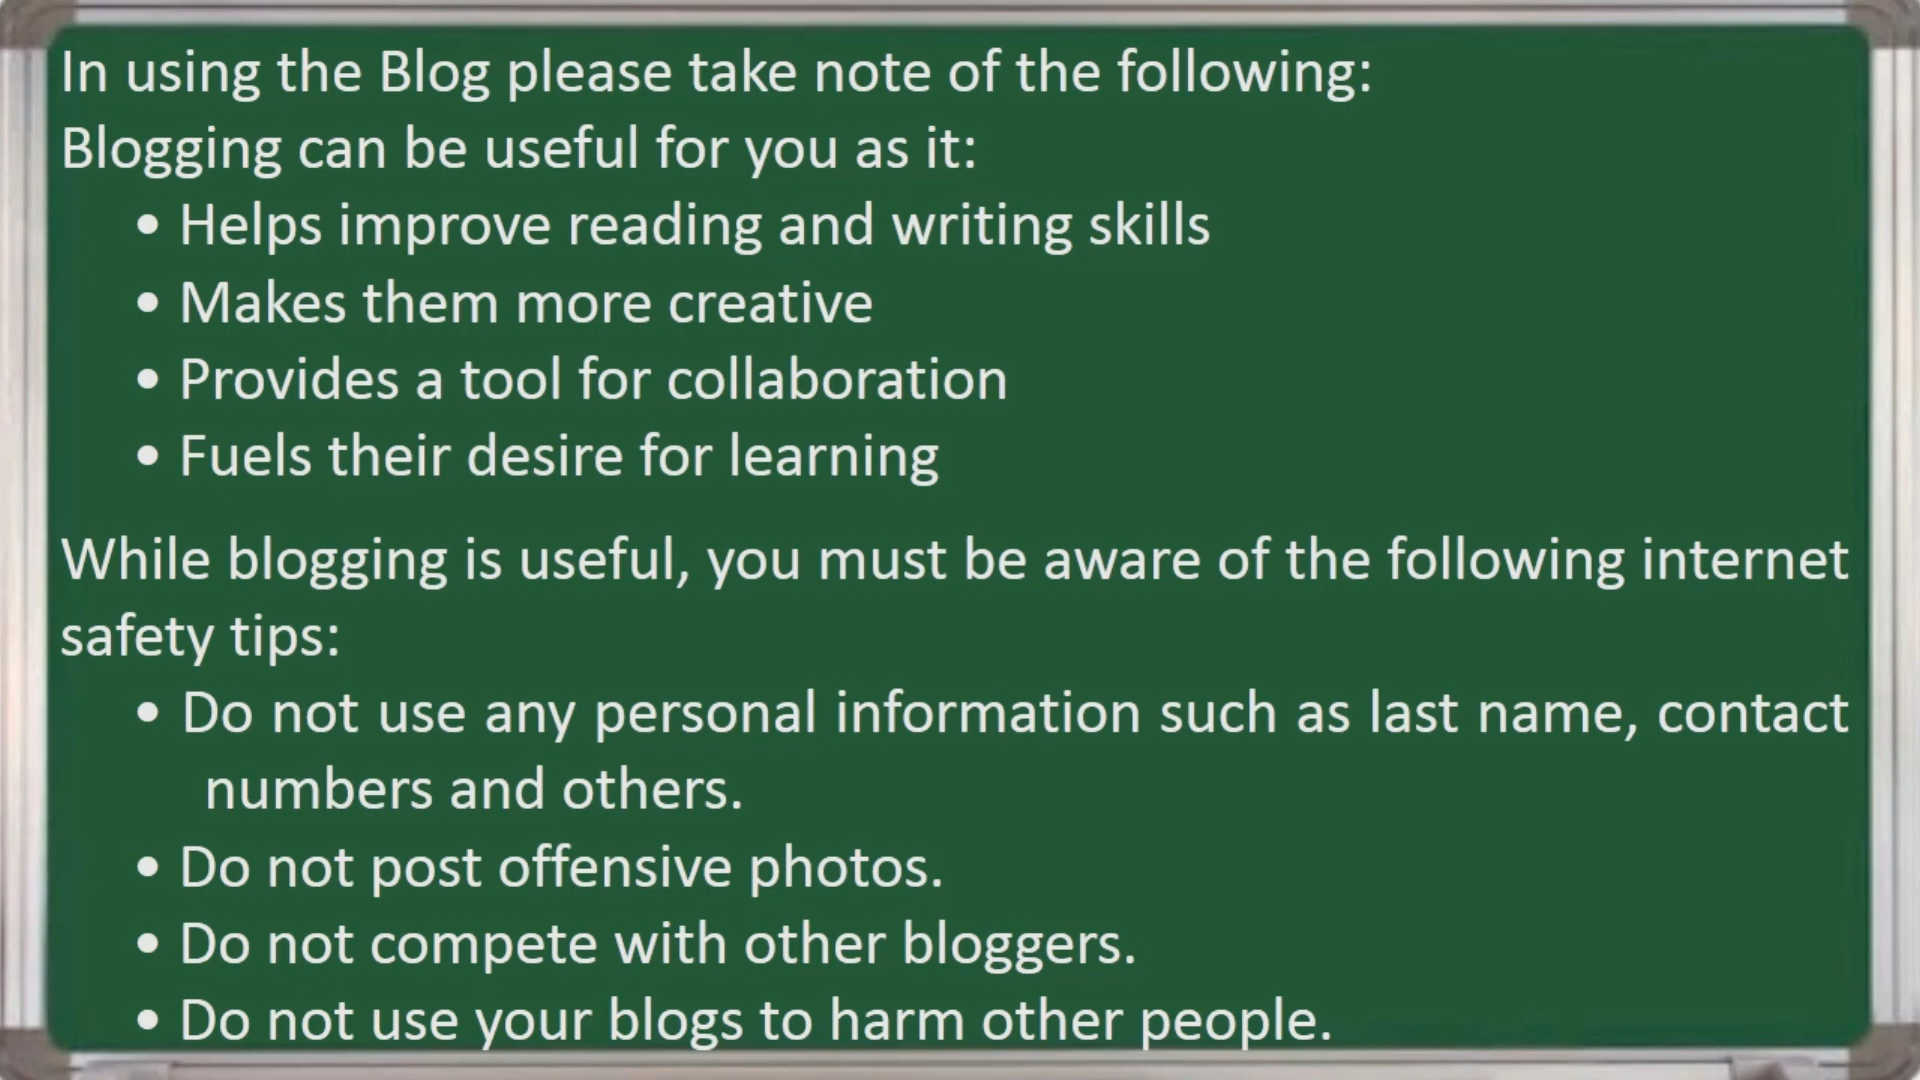 In using the Blog please take note of the following:
Blogging can be useful for you as it:
• Helps improve reading and writing skills
• Makes them more creative
• Provides a tool for collaboration
• Fuels their desire for learning
While blogging is useful, you must be aware of the following internet
safety tips:
• Do not use any personal information such as last name, contact
numbers and others.
• Do not post offensive photos.
• Do not compete with other bloggers.
• Do not use your blogs to harm other people.